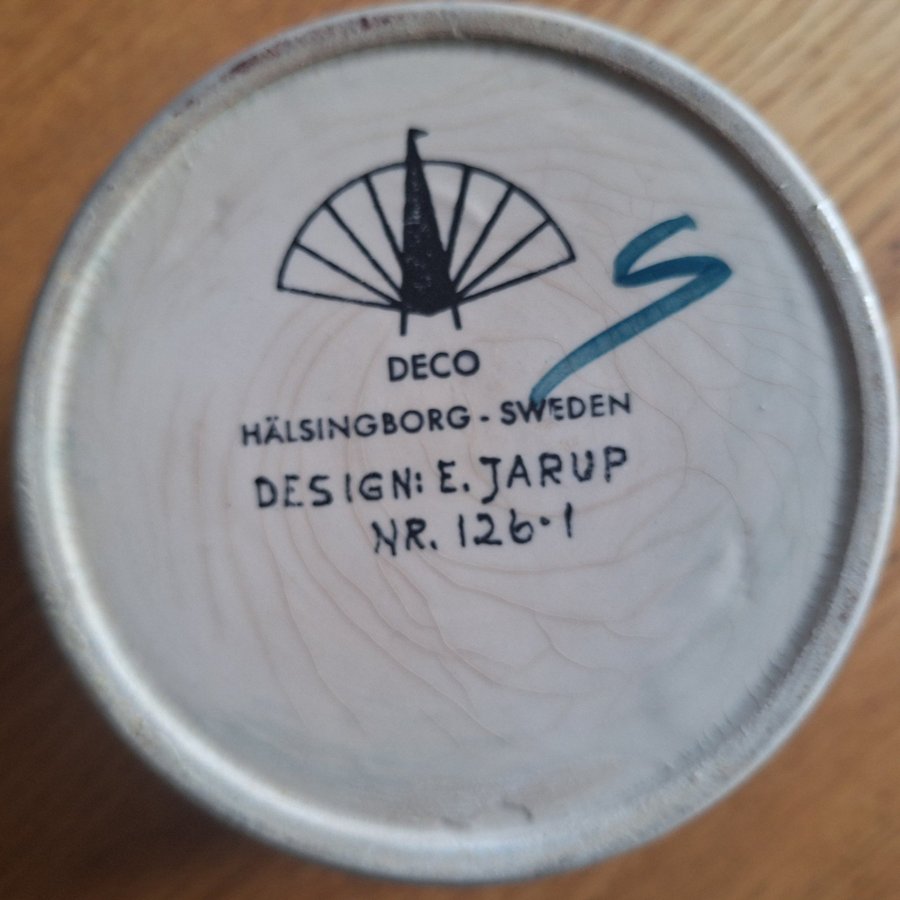 DECO
HÄLSINGBORG - SWEDEN
DESIGN: E. JARUP
NR. 126·1
S